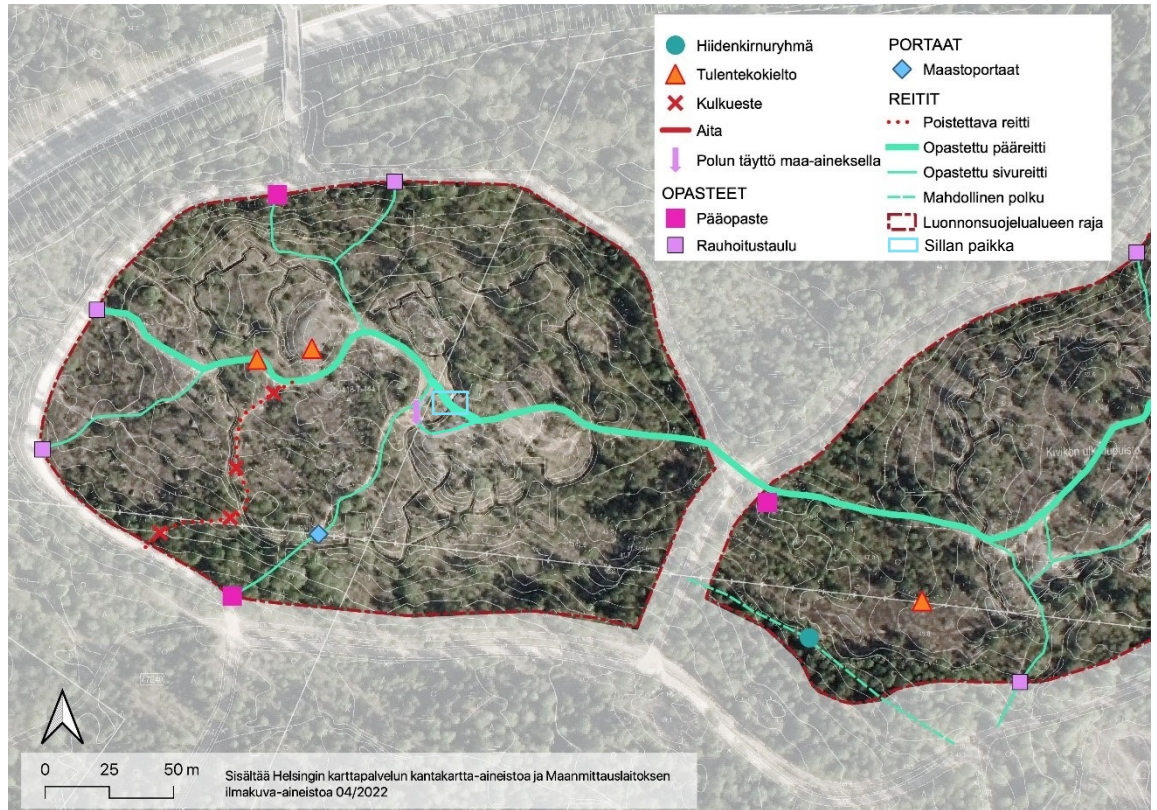 Hiidenkirnuryhmä
Tulentekokielto
Kulkueste
Aita
Polun täyttö maa-aineksella
OPASTEET
Pääopaste
Rauhoitustaulu
PORTAAT
Maastoportaat
REITIT
Poistettava reitti
Opastettu pääreitti
Opastettu sivureitti
Mahdollinen polku
Luonnonsuojelualueen raja
Sillan paikka
0 25 50 m
Sisältää Helsingin karttapalvelun kantakartta-aineistoa ja Maanmittauslaitoksen
ilmakuva-aineistoa 04/2022